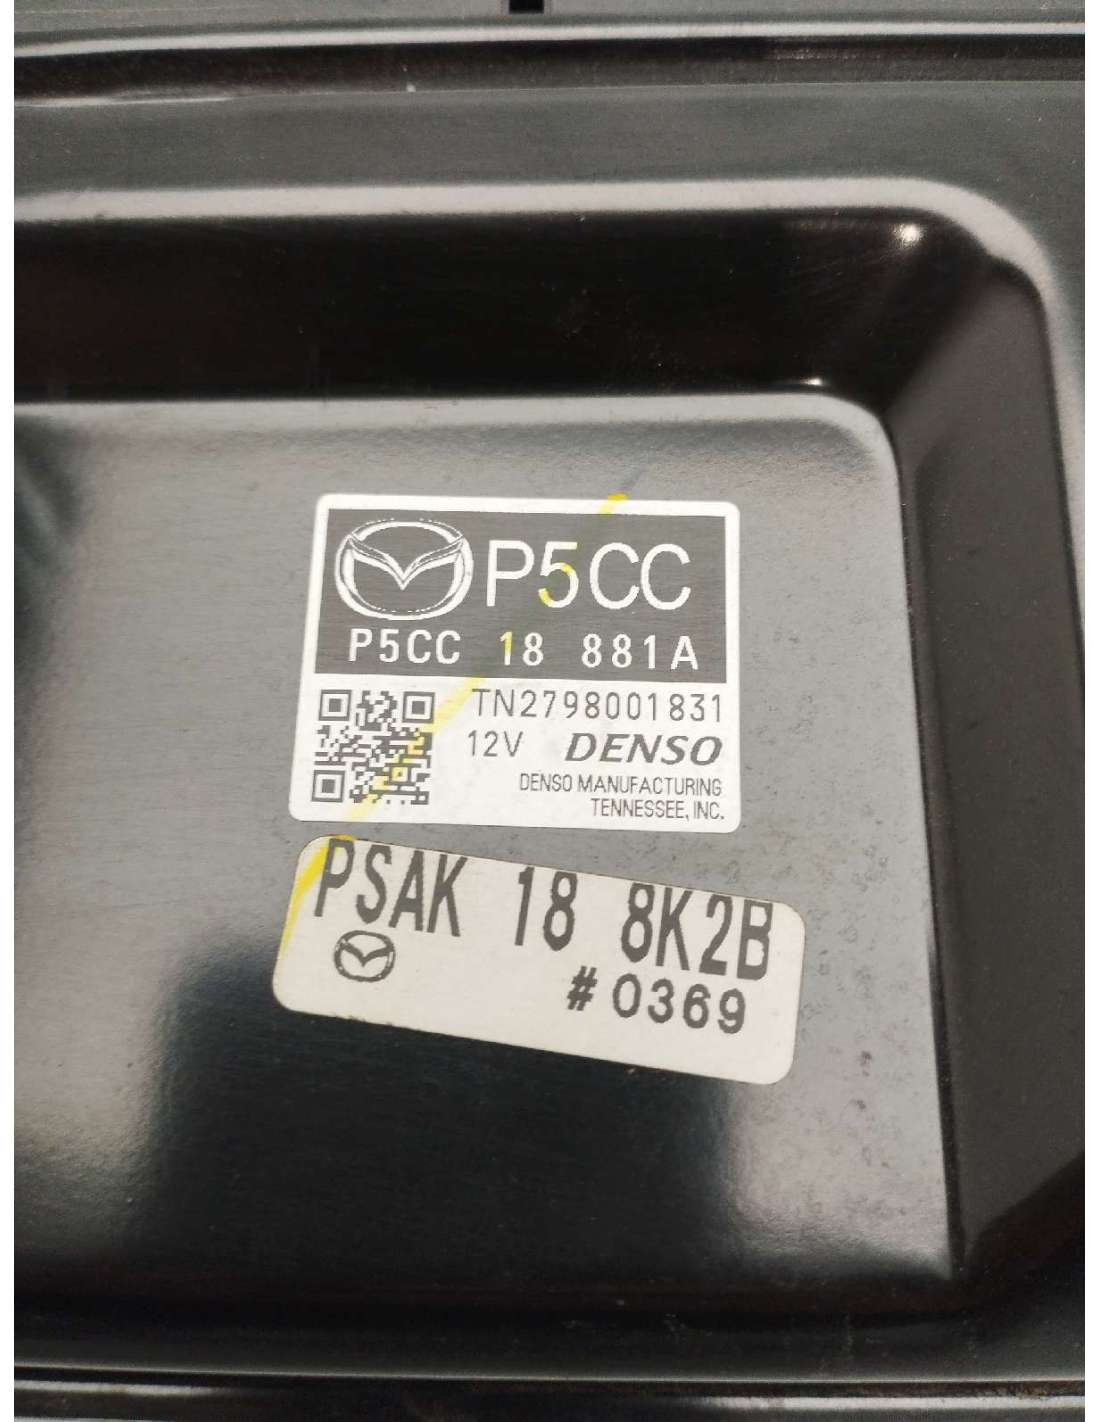 P5CC
P5CC 18 881A
TN2798001831
12V DENSO
DENSO MANUFACTURING
TENNESSEE, INC.
PSAK 18 8K2B
#0369